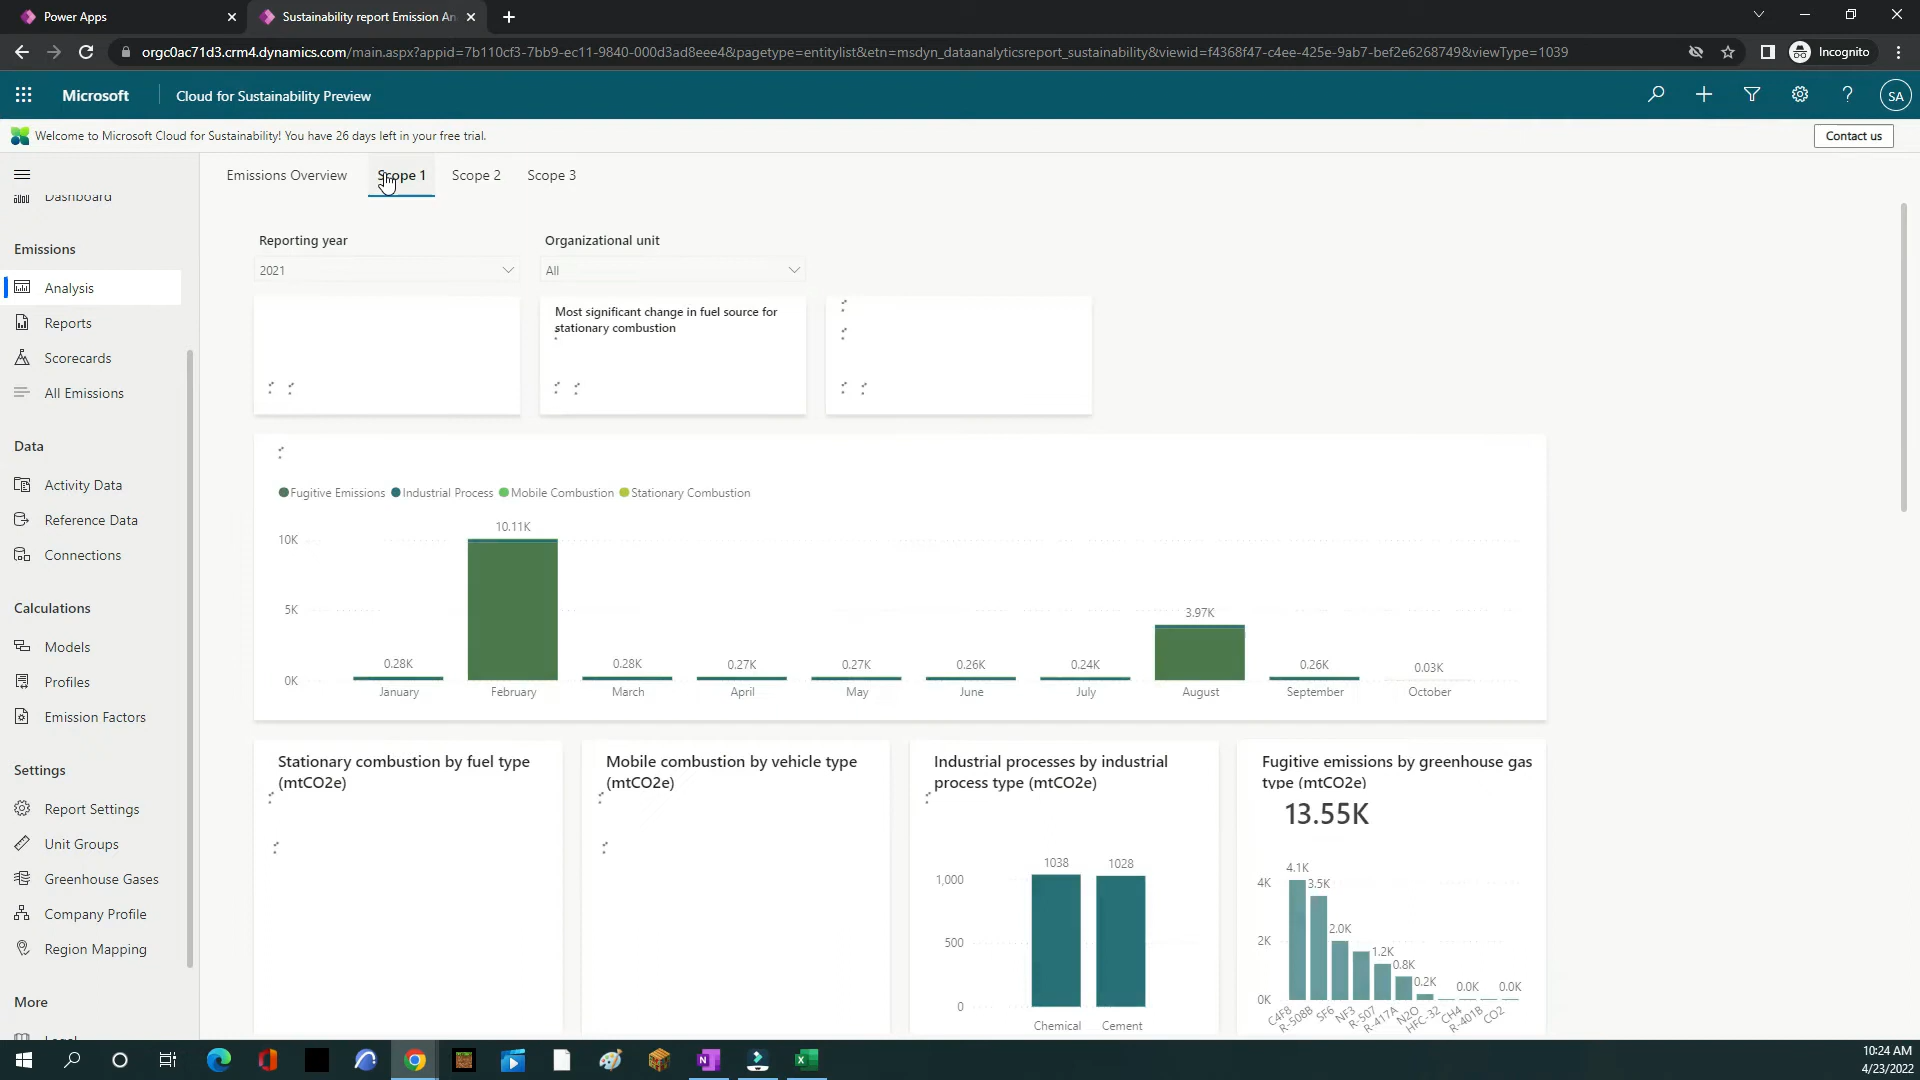 Power Apps
Sustainability report Emission An
orgc0ac71d3.crm4.dynamics.com/main.aspx?appid=7b110cf3-7bb9-ec11-9840-000d3ad8eee4&pagetype=entitylist&etn=msdyn_dataanalyticsreport_sustainability&viewid=f4368f47-c4ee-425e-9ab7-bef2e6268749&viewType=1039
Incognito
Microsoft
Cloud for Sustainability Preview
?
SA
Welcome to Microsoft Cloud for Sustainability! You have 26 days left in your free trial.
Contact us
Dashboard
Emissions
Analysis
Reports
Scorecards
All Emissions
Data
Activity Data
Reference Data
Connections
Calculations
Models
Profiles
Emission Factors
Settings
Report Settings
Unit Groups
Greenhouse Gases
Company Profile
Region Mapping
More
Legal
Emissions Overview
Scope 1
Scope 2
Scope 3
Reporting year
2021
Organizational unit
All
Most significant change in fuel source for
stationary combustion
Fugitive Emissions Industrial Process Mobile Combustion Stationary Combustion
10K
5K
0K
0.28K
10.11K
0.28K
0.27K
0.27K
0.26K
0.24K
3.97K
0.26K
0.03K
January
February
March
April
May
June
July
August
September
October
Stationary combustion by fuel type
(mtCO2e)
Mobile combustion by vehicle type
(mtCO2e)
Industrial processes by industrial
process type (mtCO2e)
1,000
500
0
1038
1028
Chemical
Cement
Fugitive emissions by greenhouse gas
type (mtCO2e)
13.55K
4K
2K
0K
4.1K
3.5K
2.0K
1.2K
0.8K
0.2K
0.0K
0.0K
C4F8
R-508B
SF6
NF3
R-507
R-417A
N2O
HFC-32
CH4
R-401B
CO2
10:24 AM
4/23/2022